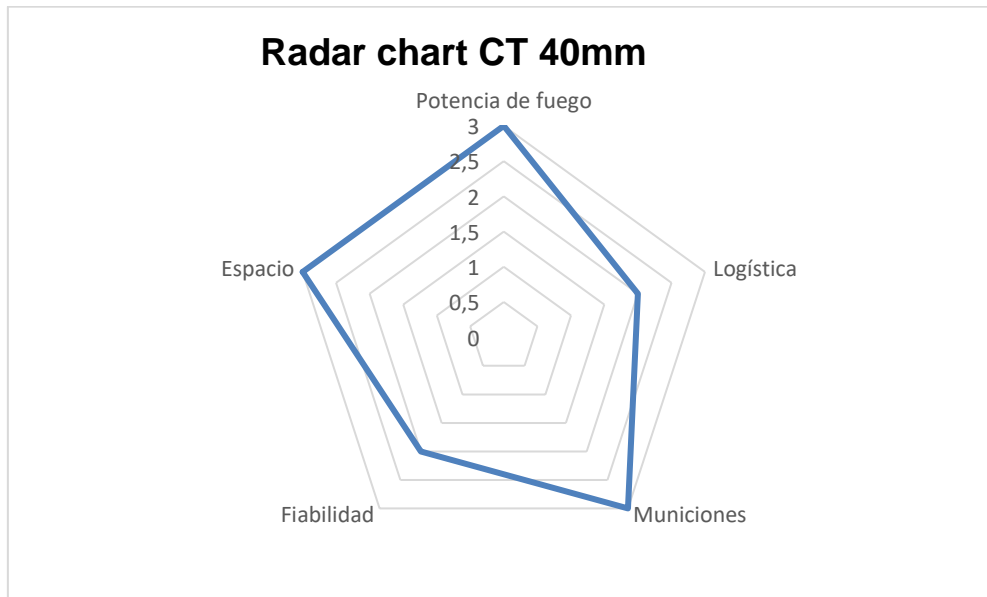 Radar chart CT 40mm
Potencia de fuego
3
2,5
2
1,5
1
0,5
0
Espacio
Logística
Fiabilidad
Municiones